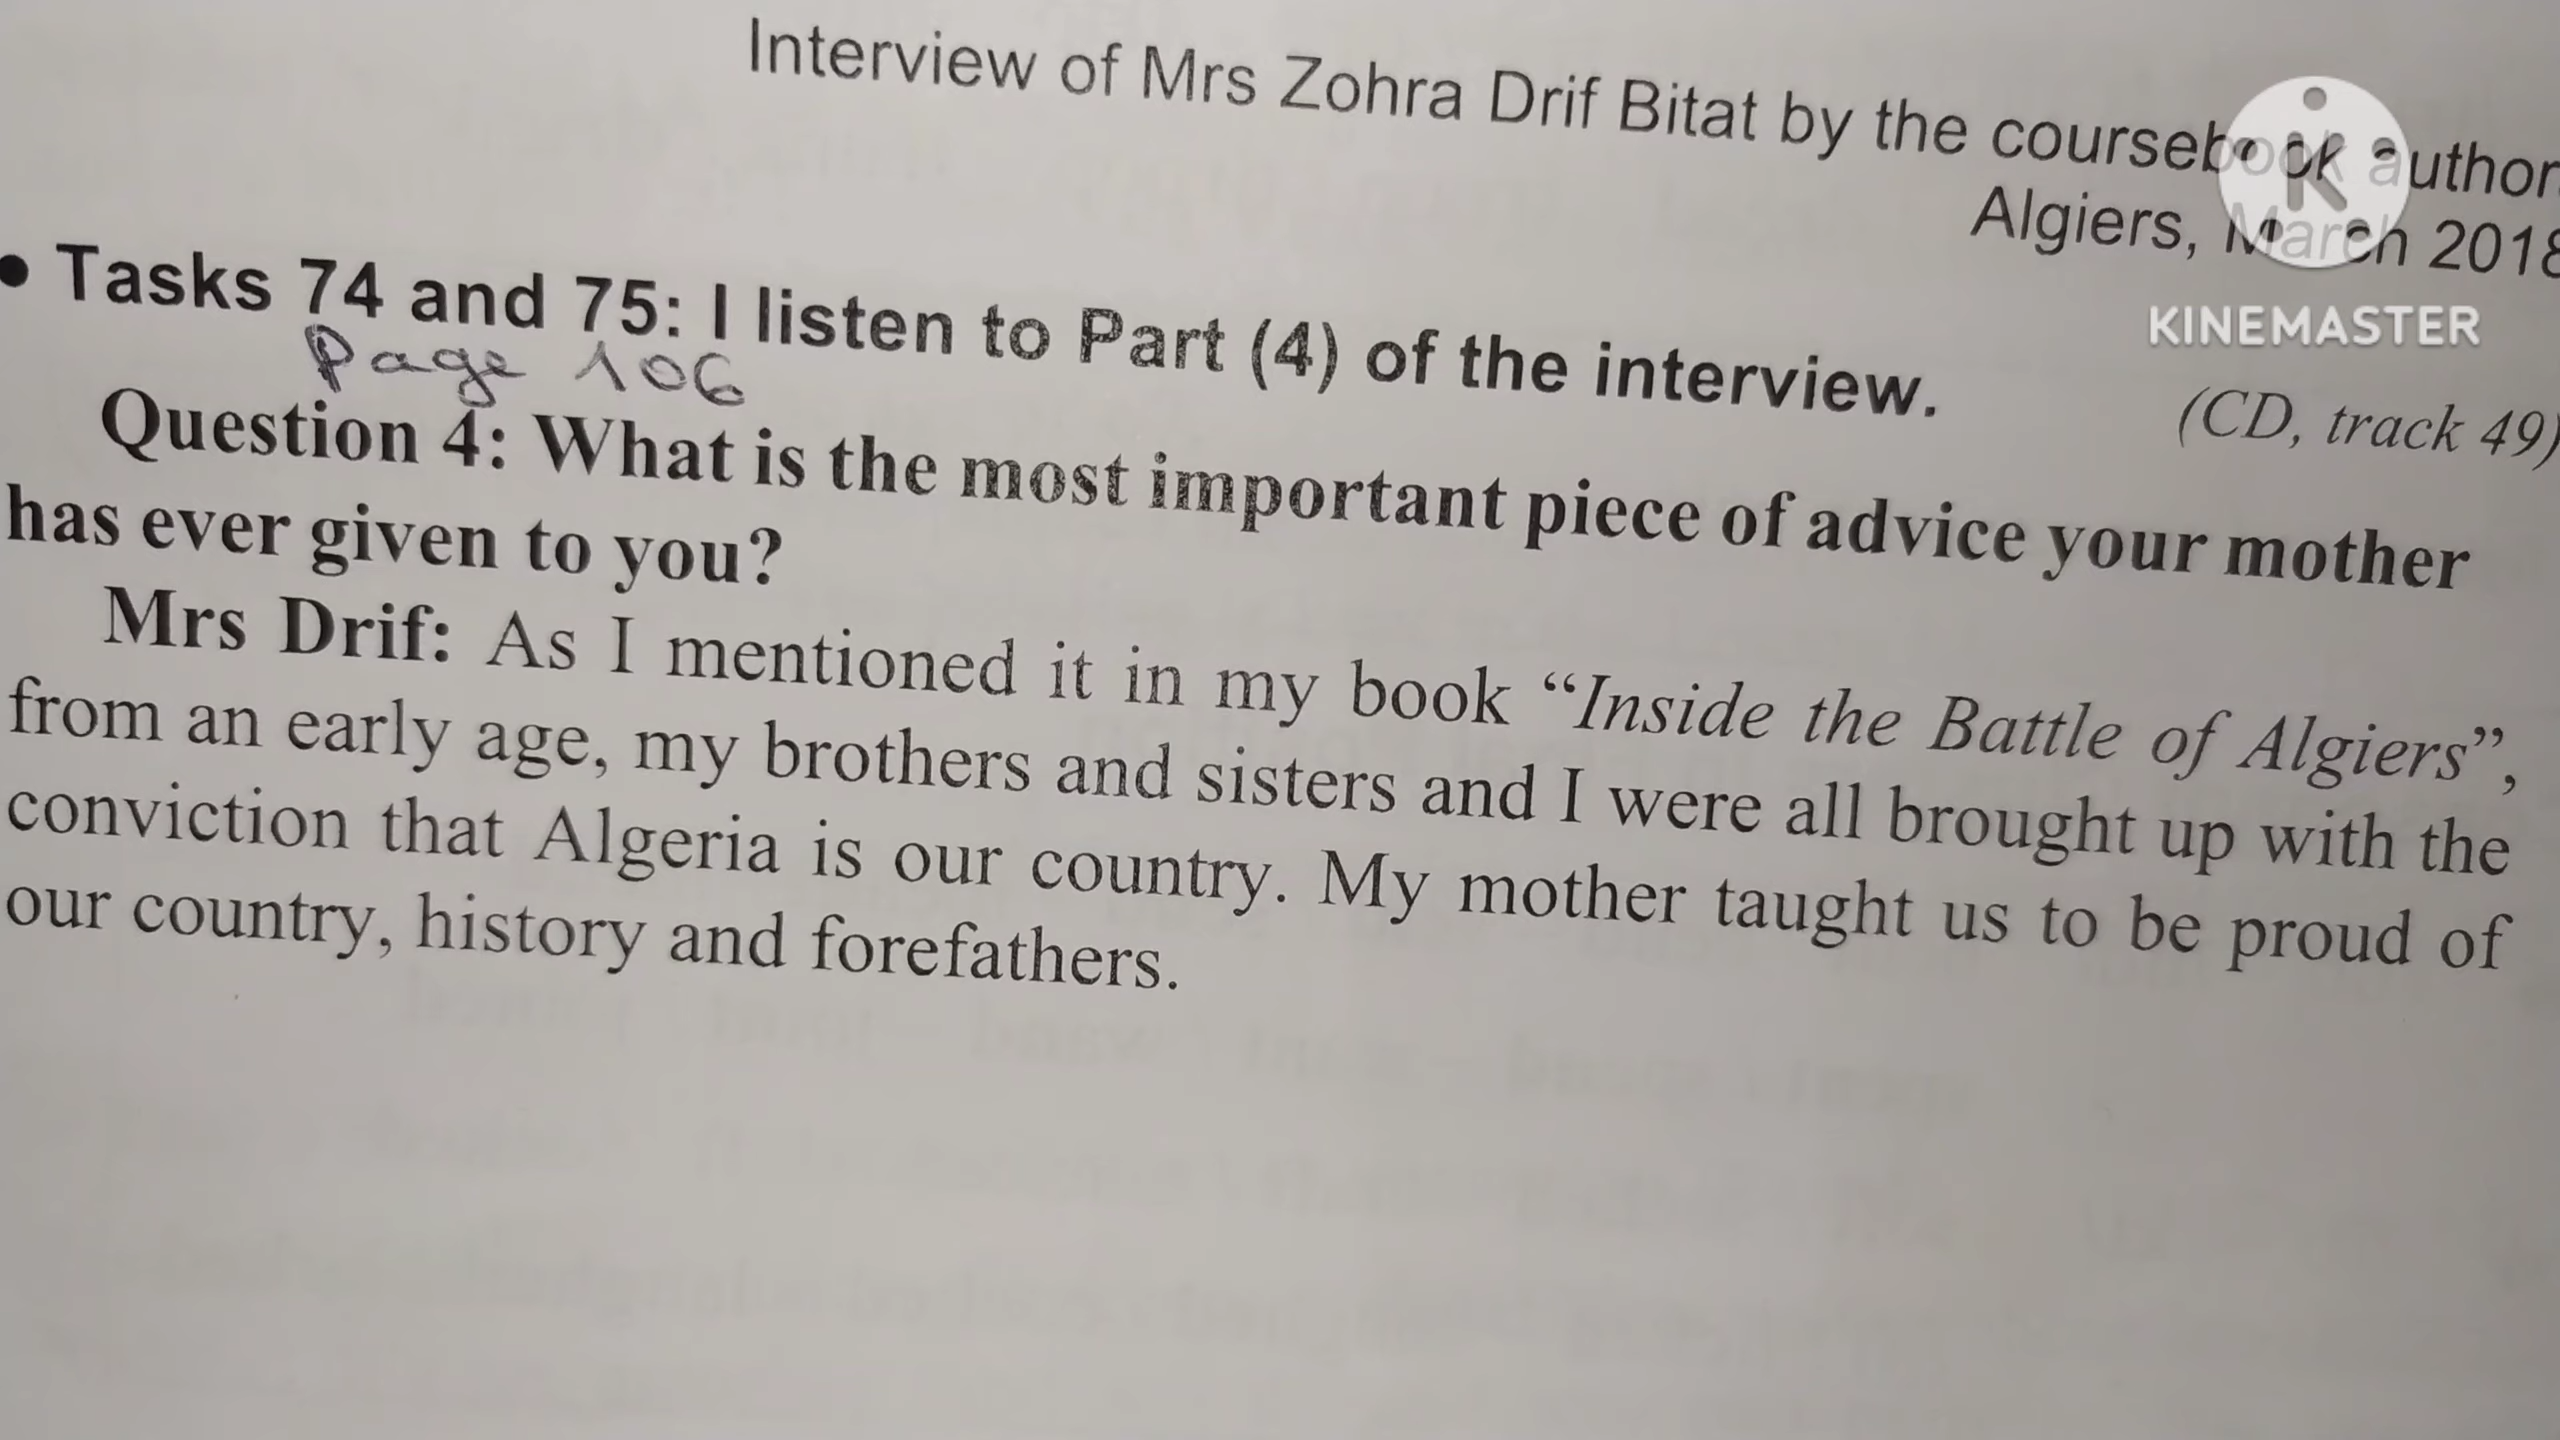 Interview of Mrs Zohra Drif Bitat by the coursebook author
Algiers, March 2018
KINEMASTER
• Tasks 74 and 75: I listen to Part (4) of the interview.
Page 106
(CD, track 49)
Question 4: What is the most important piece of advice your mother
has ever given to you?
Mrs Drif: As I mentioned it in my book “Inside the Battle of Algiers”,
from an early age, my brothers and sisters and I were all brought up with the
conviction that Algeria is our country. My mother taught us to be proud of
our country, history and forefathers.